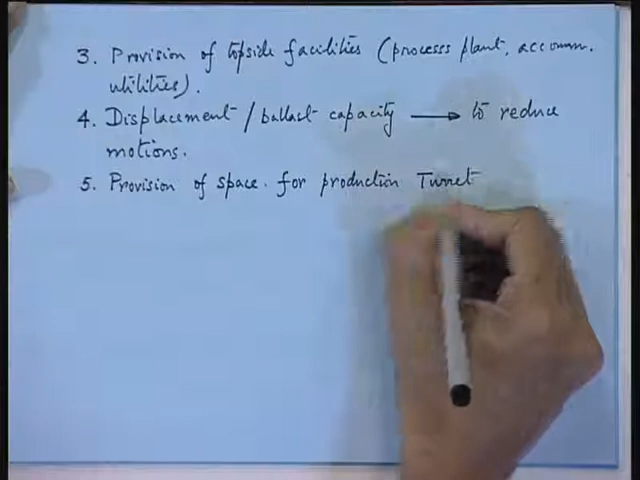 3. Provision of topside facilities (process plant, accomm.
utilities).
4. Displacement / ballast capacity → to reduce
motions.
5. Provision of space. for production Turret